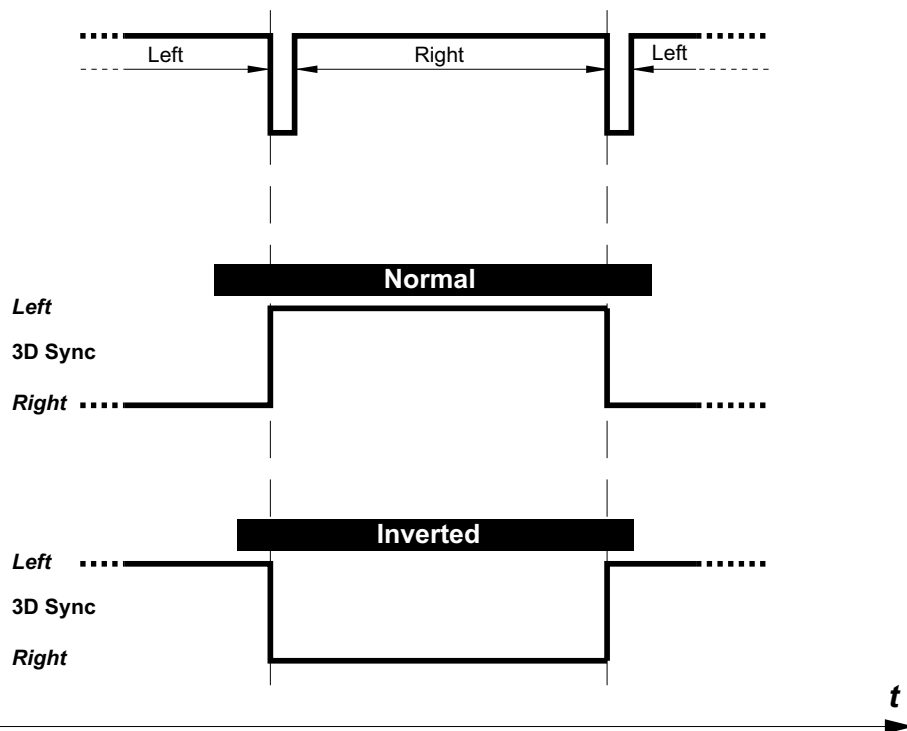 Left Right Left
Normal
Left
3D Sync
Right
Inverted
Left
3D Sync
Right
t